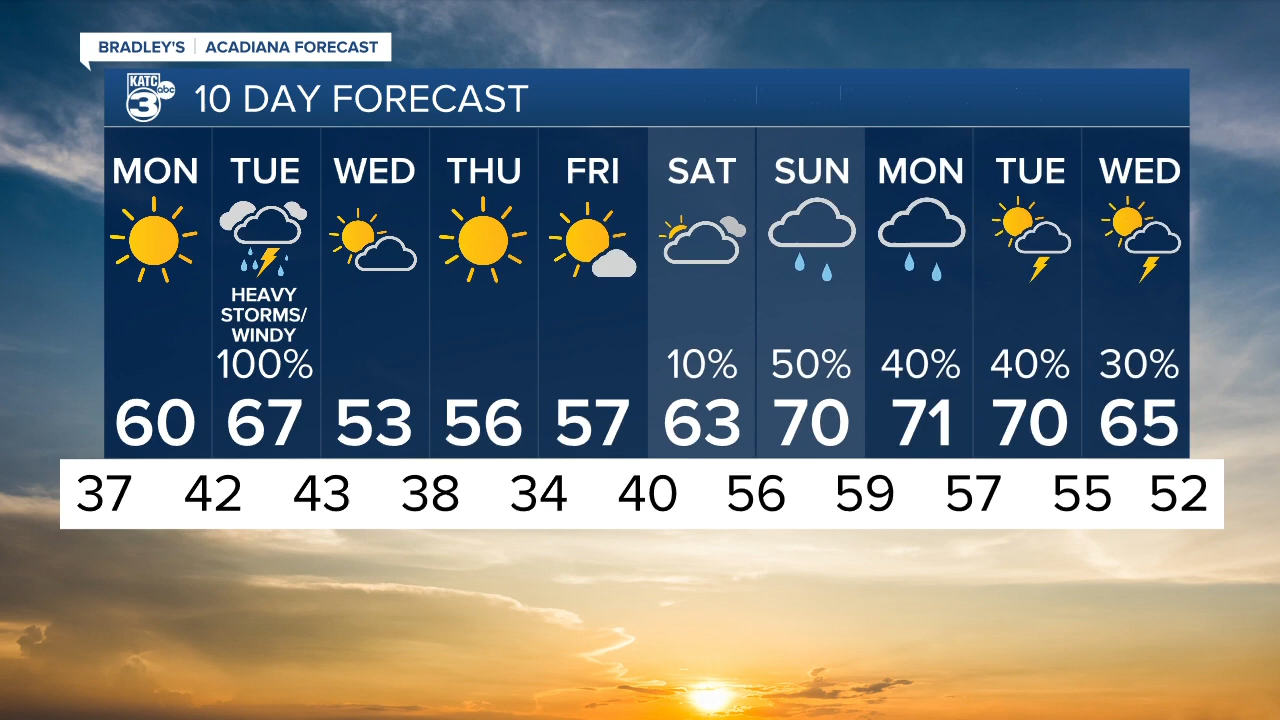 BRADLEY'S | ACADIANA FORECAST
KATC
abc
3
10 DAY FORECAST
MON TUE WED THU FRI SAT SUN MON TUE WED
HEAVY
STORMS/
WINDY
100% 10% 50% 40% 40% 30%
60 67 53 56 57 63 70 71 70 65
37 42 43 38 34 40 56 59 57 55 52